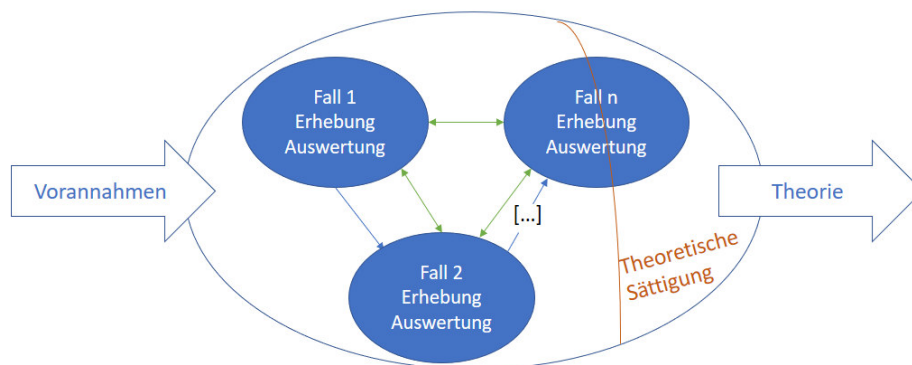 Fall 1
Erhebung
Auswertung
Fall n
Erhebung
Auswertung
Vorannahmen
Theorie
[...]
Theoretische
Sättigung
Fall 2
Erhebung
Auswertung